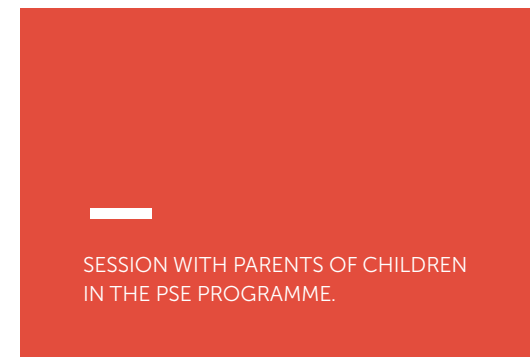 SESSION WITH PARENTS OF CHILDREN
IN THE PSE PROGRAMME.